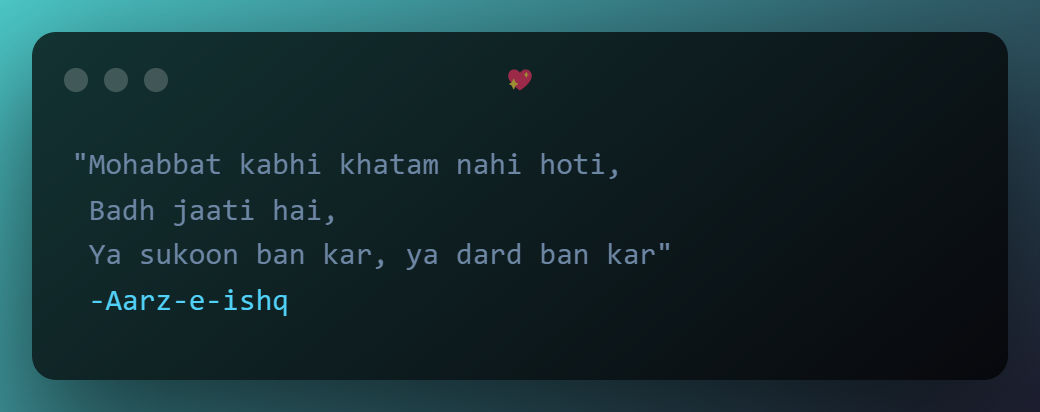 "Mohabbat kabhi khatam nahi hoti,
Badh jaati hai,
Ya sukoon ban kar, ya dard ban kar"
-Aarz-e-ishq